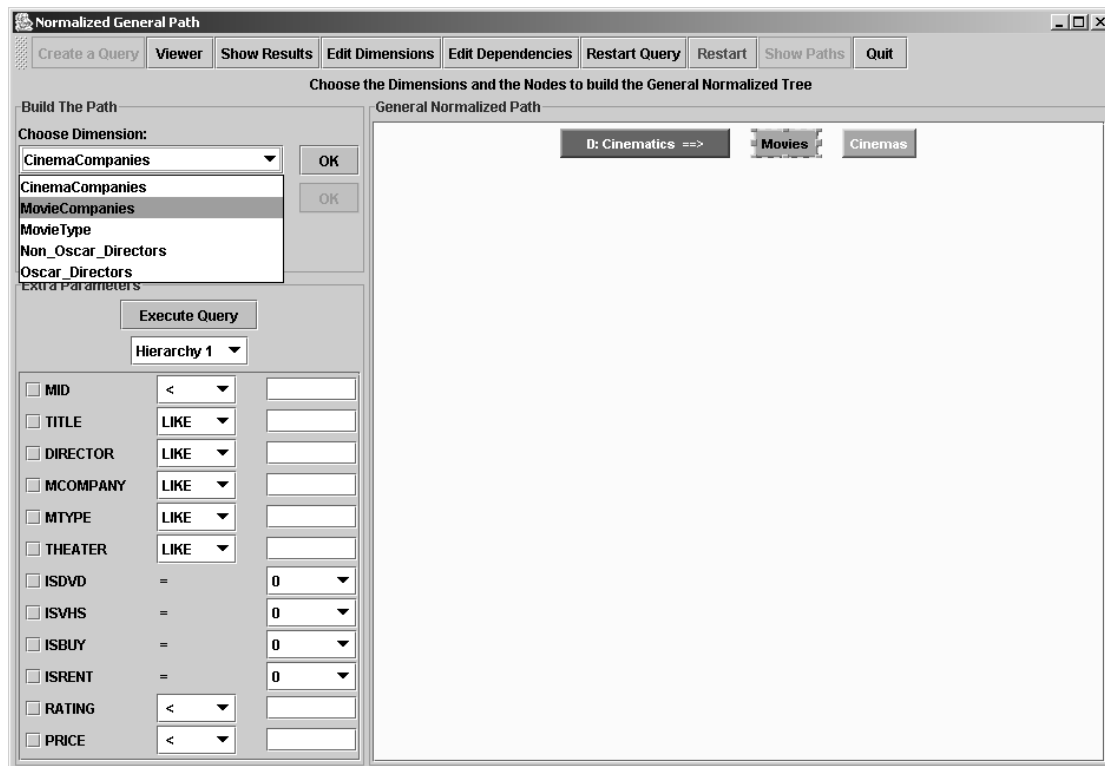 Normalized General Path
Create a Query Viewer Show Results Edit Dimensions Edit Dependencies Restart Query Restart Show Paths Quit
Choose the Dimensions and the Nodes to build the General Normalized Tree
Build The Path
Choose Dimension:
CinemaCompanies OK
CinemaCompanies
MovieCompanies OK
MovieType
Non_Oscar_Directors
Oscar_Directors
Extra Parameters
Execute Query
Hierarchy 1
MID <
TITLE LIKE
DIRECTOR LIKE
MCOMPANY LIKE
MTYPE LIKE
THEATER LIKE
ISDVD = 0
ISVHS = 0
ISBUY = 0
ISRENT = 0
RATING <
PRICE <
General Normalized Path
D: Cinematics ==> Movies Cinemas